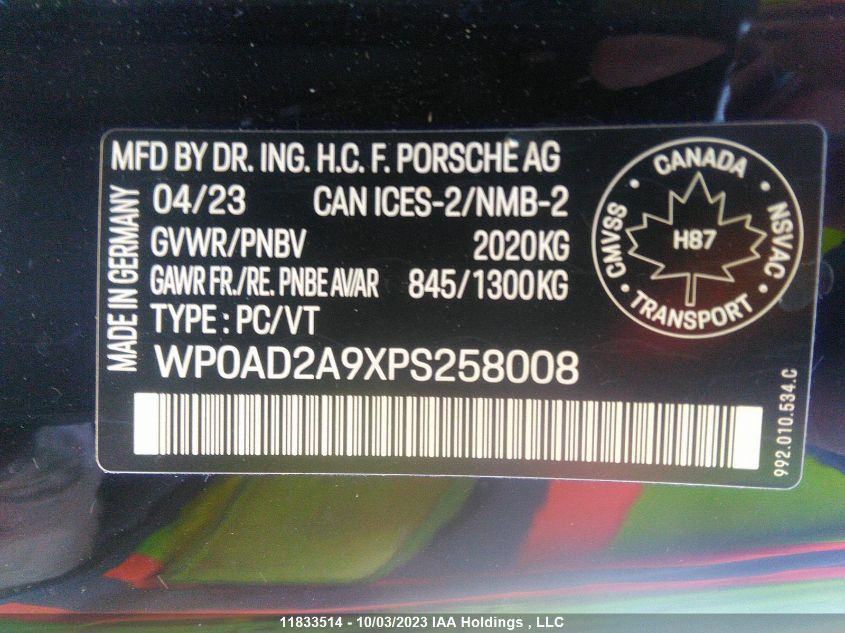 MFD BY DR. ING. H.C. F. PORSCHE AG
04/23 CAN ICES-2/NMB-2
GVWR/PNBV 2020KG
GAWR FR./RE. PNBE AV/AR 845/1300KG
TYPE : PC/VT
WP0AD2A9XPS258008
MADE IN GERMANY
CANADA
CMVSS
H87
NSVAC
TRANSPORT
992.010.534.C
11833514 - 10/03/2023 IAA Holdings , LLC